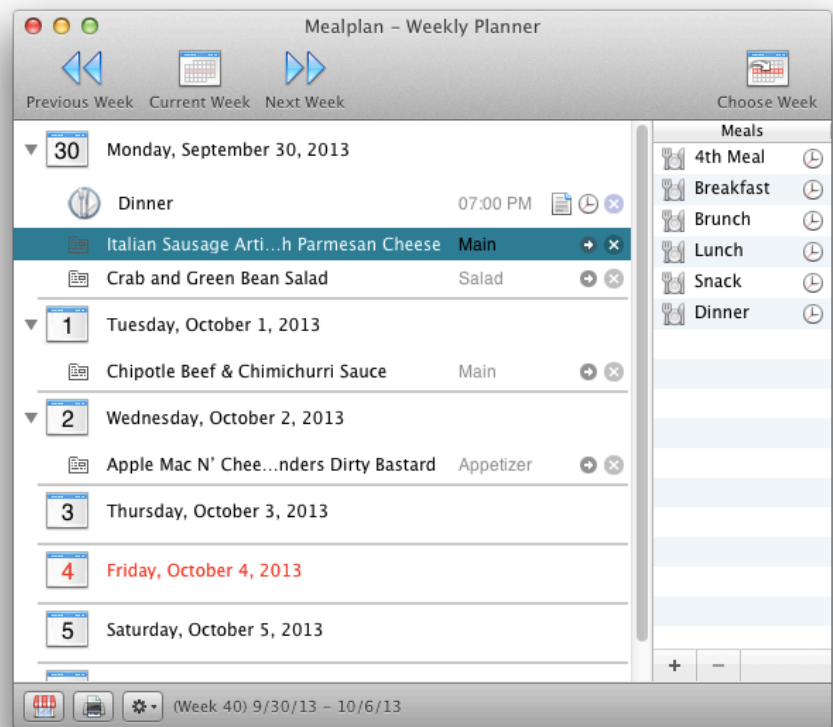 Mealplan – Weekly Planner
Previous Week Current Week Next Week Choose Week
Meals
30 Monday, September 30, 2013
Dinner 07:00 PM
Italian Sausage Arti...h Parmesan Cheese Main
Crab and Green Bean Salad Salad
1 Tuesday, October 1, 2013
Chipotle Beef & Chimichurri Sauce Main
2 Wednesday, October 2, 2013
Apple Mac N' Chee...nders Dirty Bastard Appetizer
3 Thursday, October 3, 2013
4 Friday, October 4, 2013
5 Saturday, October 5, 2013
4th Meal
Breakfast
Brunch
Lunch
Snack
Dinner
+ −
(Week 40) 9/30/13 – 10/6/13